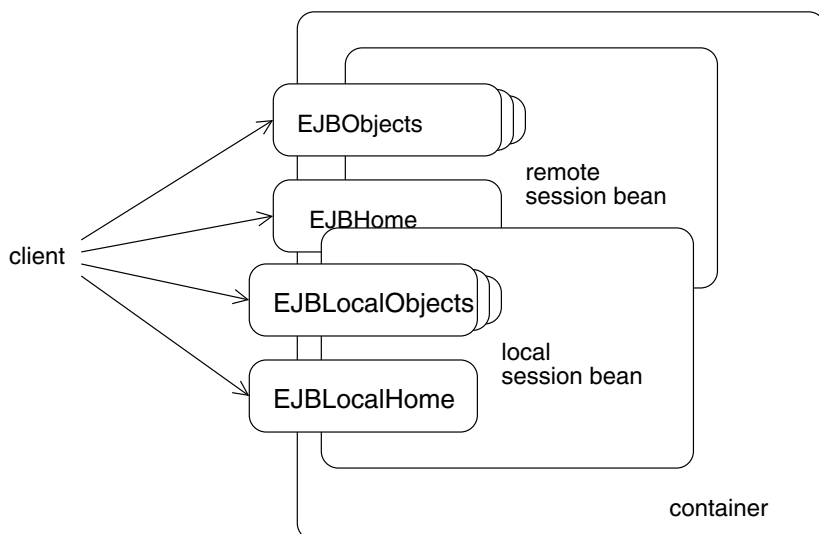 EJBObjects
remote
session bean
EJBHome
client
EJBLocalObjects
local
session bean
EJBLocalHome
container